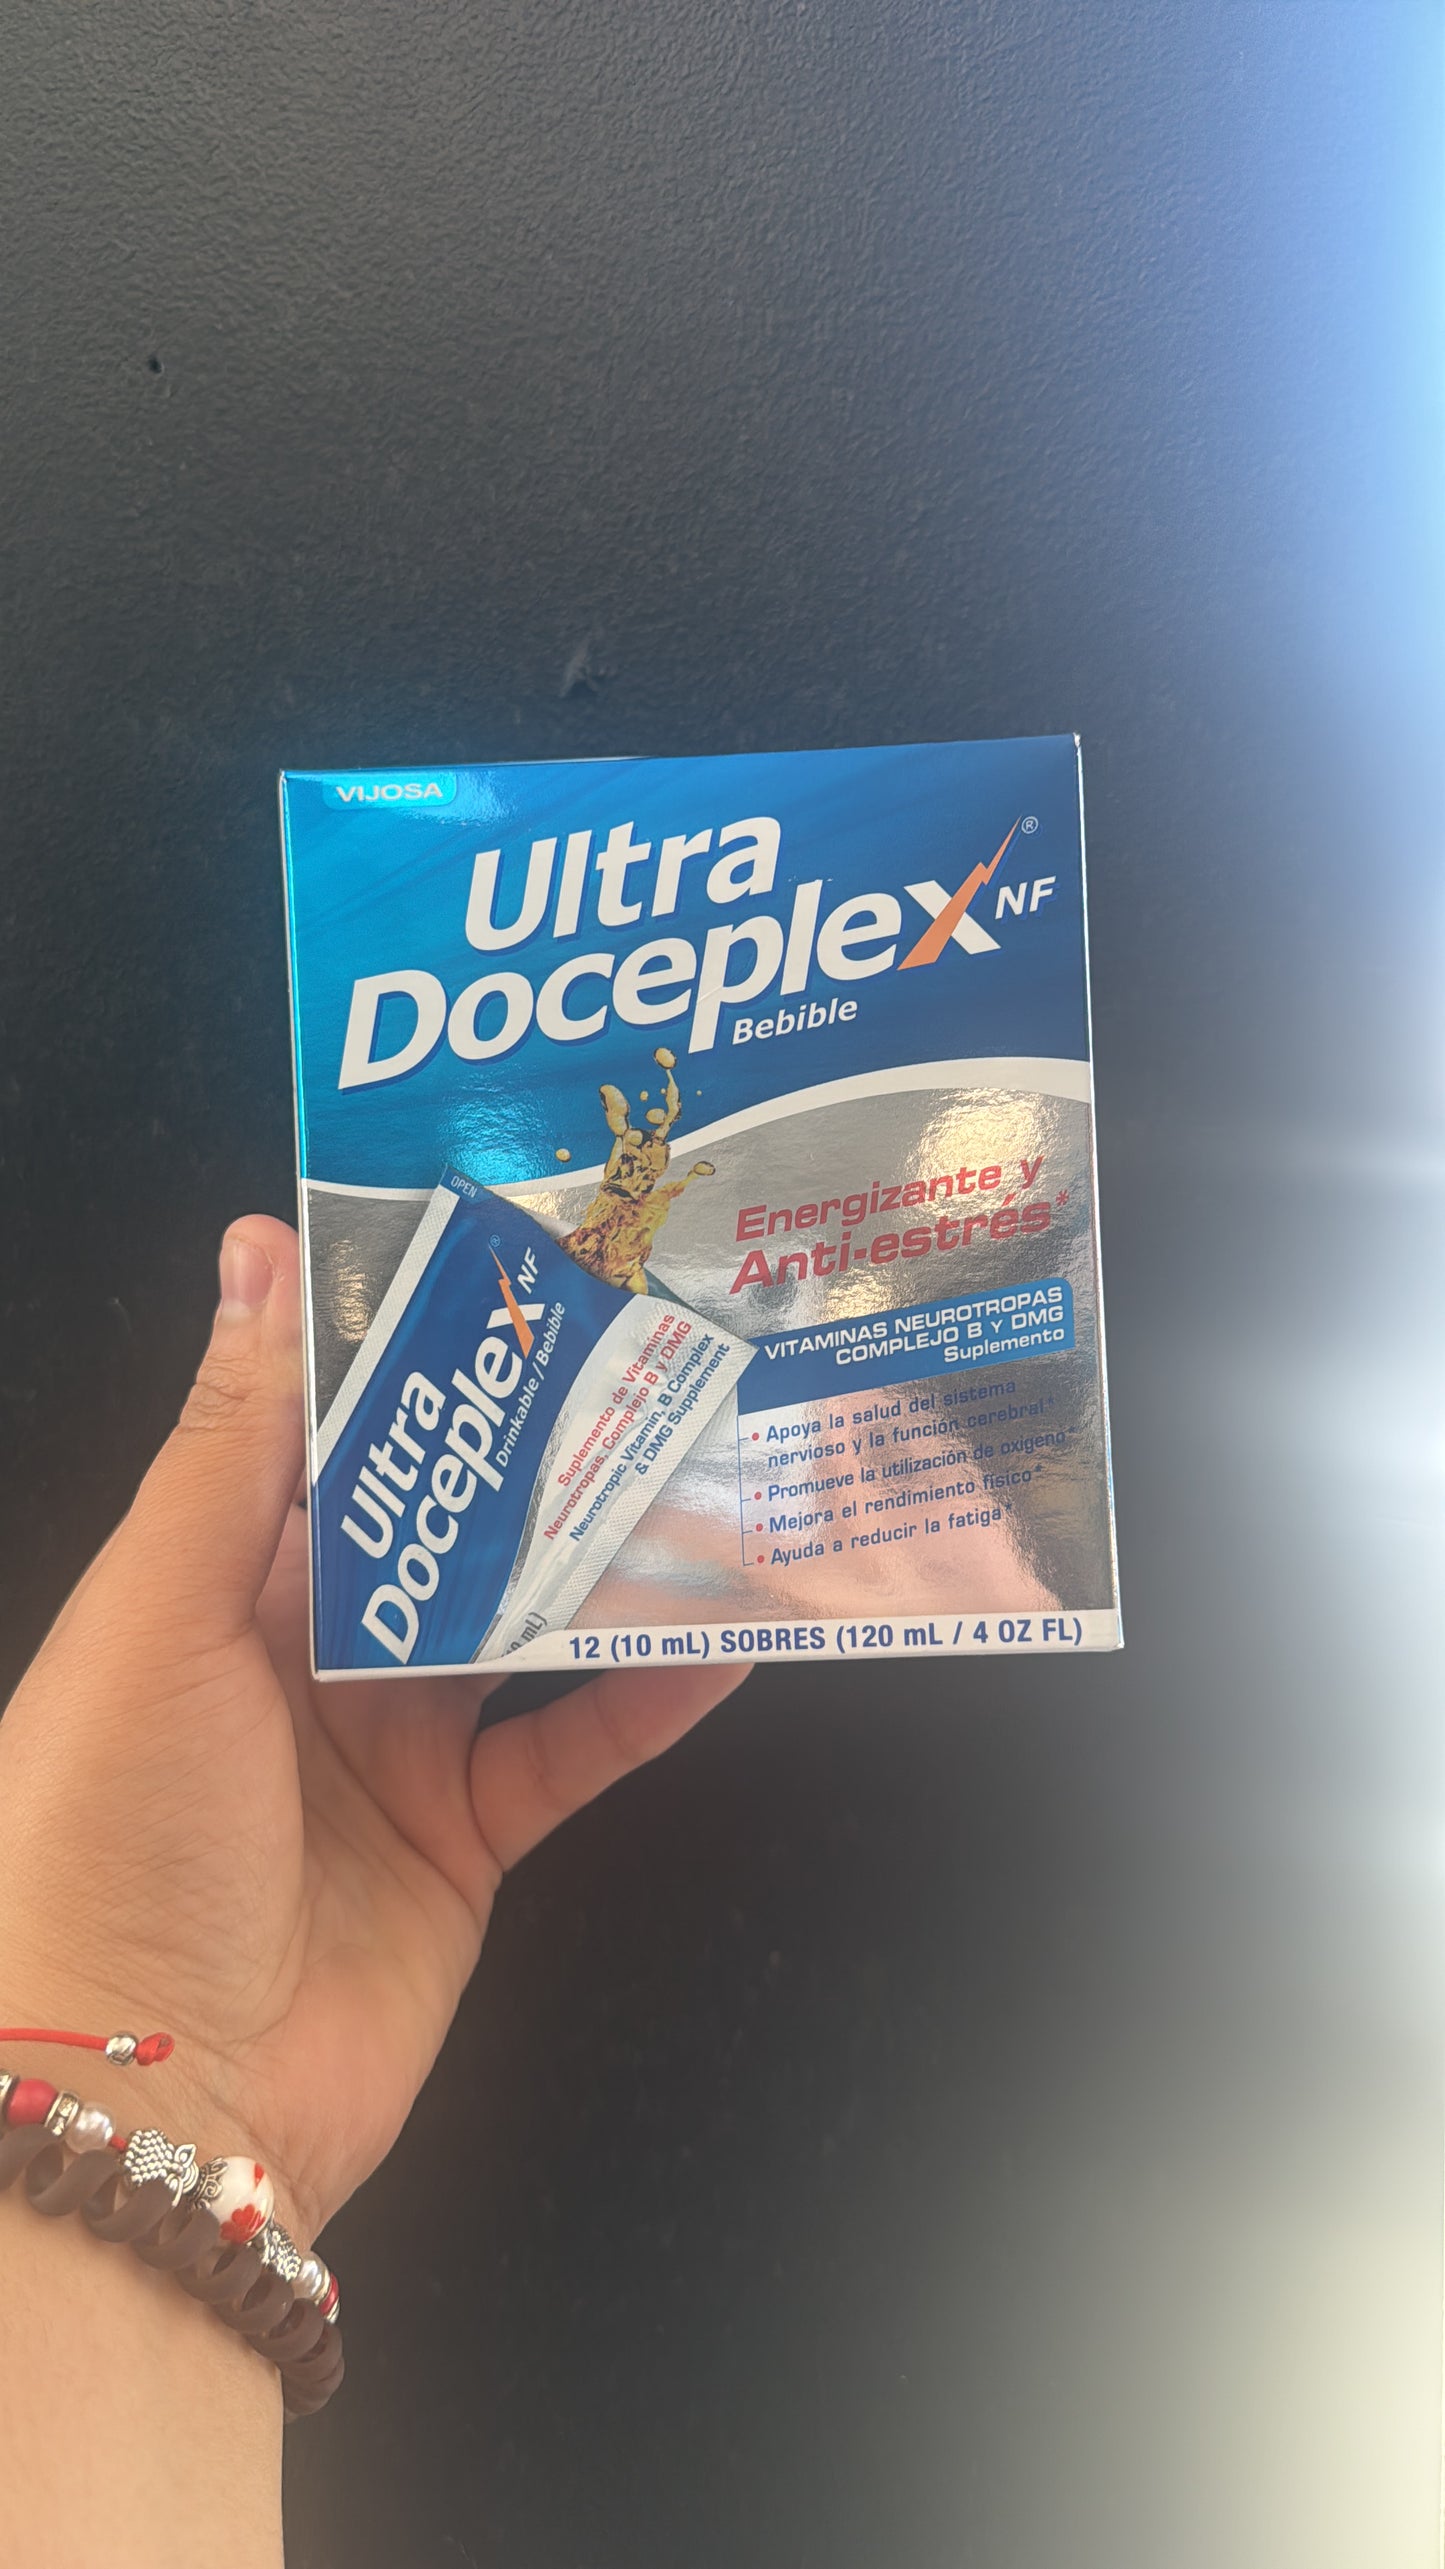 VIJOSA
Ultra
Doceplex® NF
Bebible
Energizante y
Anti-estrés*
VITAMINAS NEUROTROPAS
COMPLEJO B Y DMG
Suplemento
• Apoya la salud del sistema
nervioso y la función cerebral*
• Promueve la utilización de oxígeno*
• Mejora el rendimiento físico*
• Ayuda a reducir la fatiga*
OPEN
Ultra
Doceplex® NF
Drinkable / Bebible
Suplemento de Vitaminas
Neurotropas, Complejo B y DMG
Neurotropic Vitamin, B Complex
& DMG Supplement
mL)
12 (10 mL) SOBRES (120 mL / 4 OZ FL)